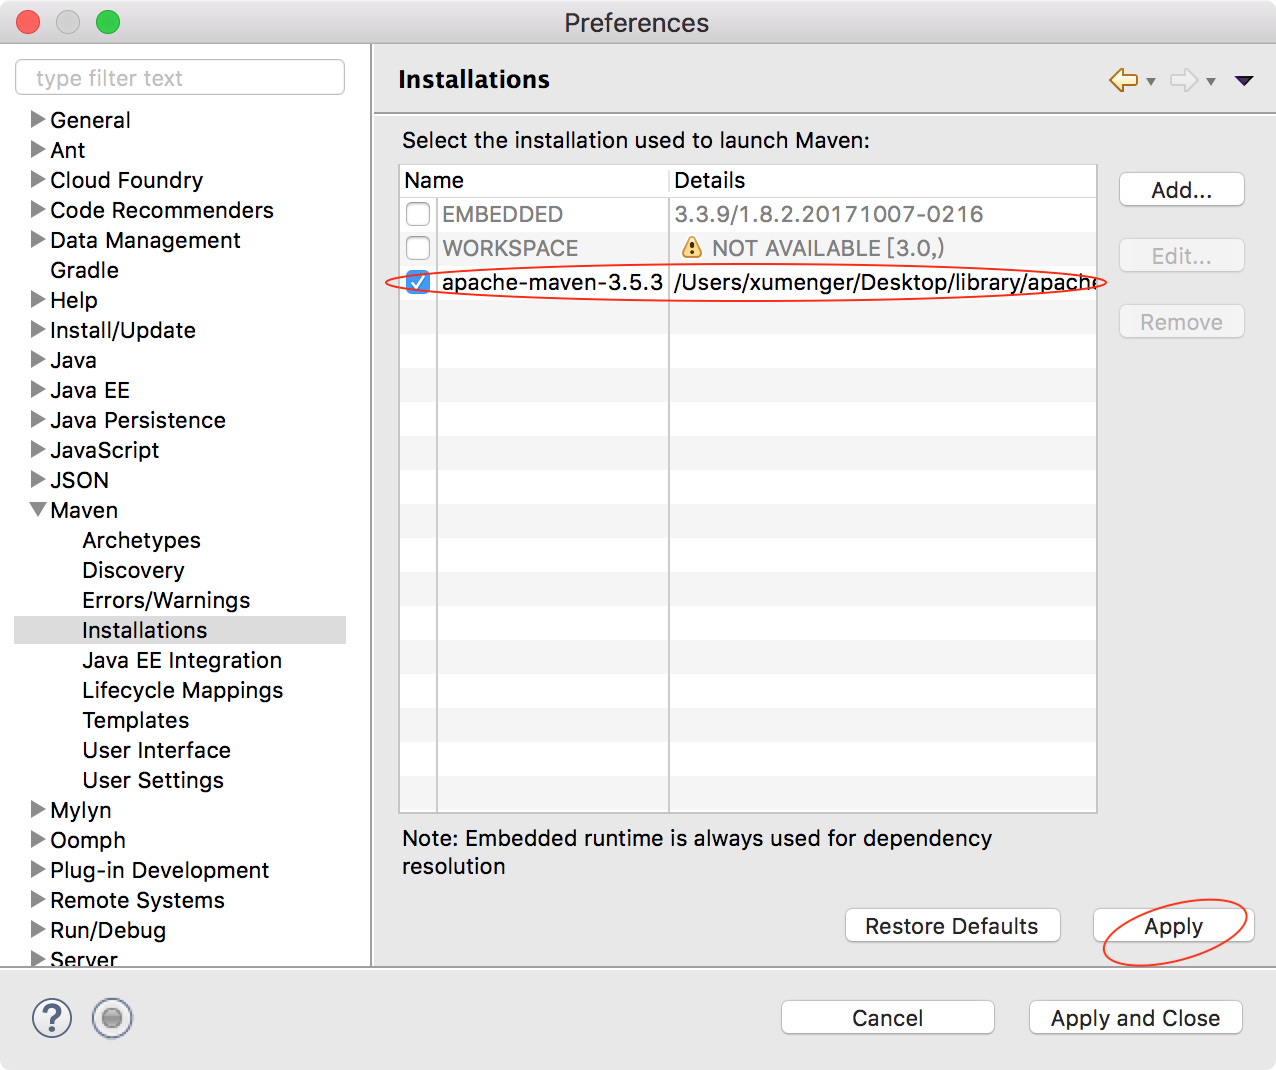 Preferences
type filter text
General
Ant
Cloud Foundry
Code Recommenders
Data Management
Gradle
Help
Install/Update
Java
Java EE
Java Persistence
JavaScript
JSON
Maven
Archetypes
Discovery
Errors/Warnings
Installations
Java EE Integration
Lifecycle Mappings
Templates
User Interface
User Settings
Mylyn
Oomph
Plug-in Development
Remote Systems
Run/Debug
Server
Installations
Select the installation used to launch Maven:
Name Details
EMBEDDED 3.3.9/1.8.2.20171007-0216
WORKSPACE NOT AVAILABLE [3.0,)
apache-maven-3.5.3 /Users/xumenger/Desktop/library/apache
Add...
Edit...
Remove
Note: Embedded runtime is always used for dependency
resolution
Restore Defaults Apply
? Cancel Apply and Close